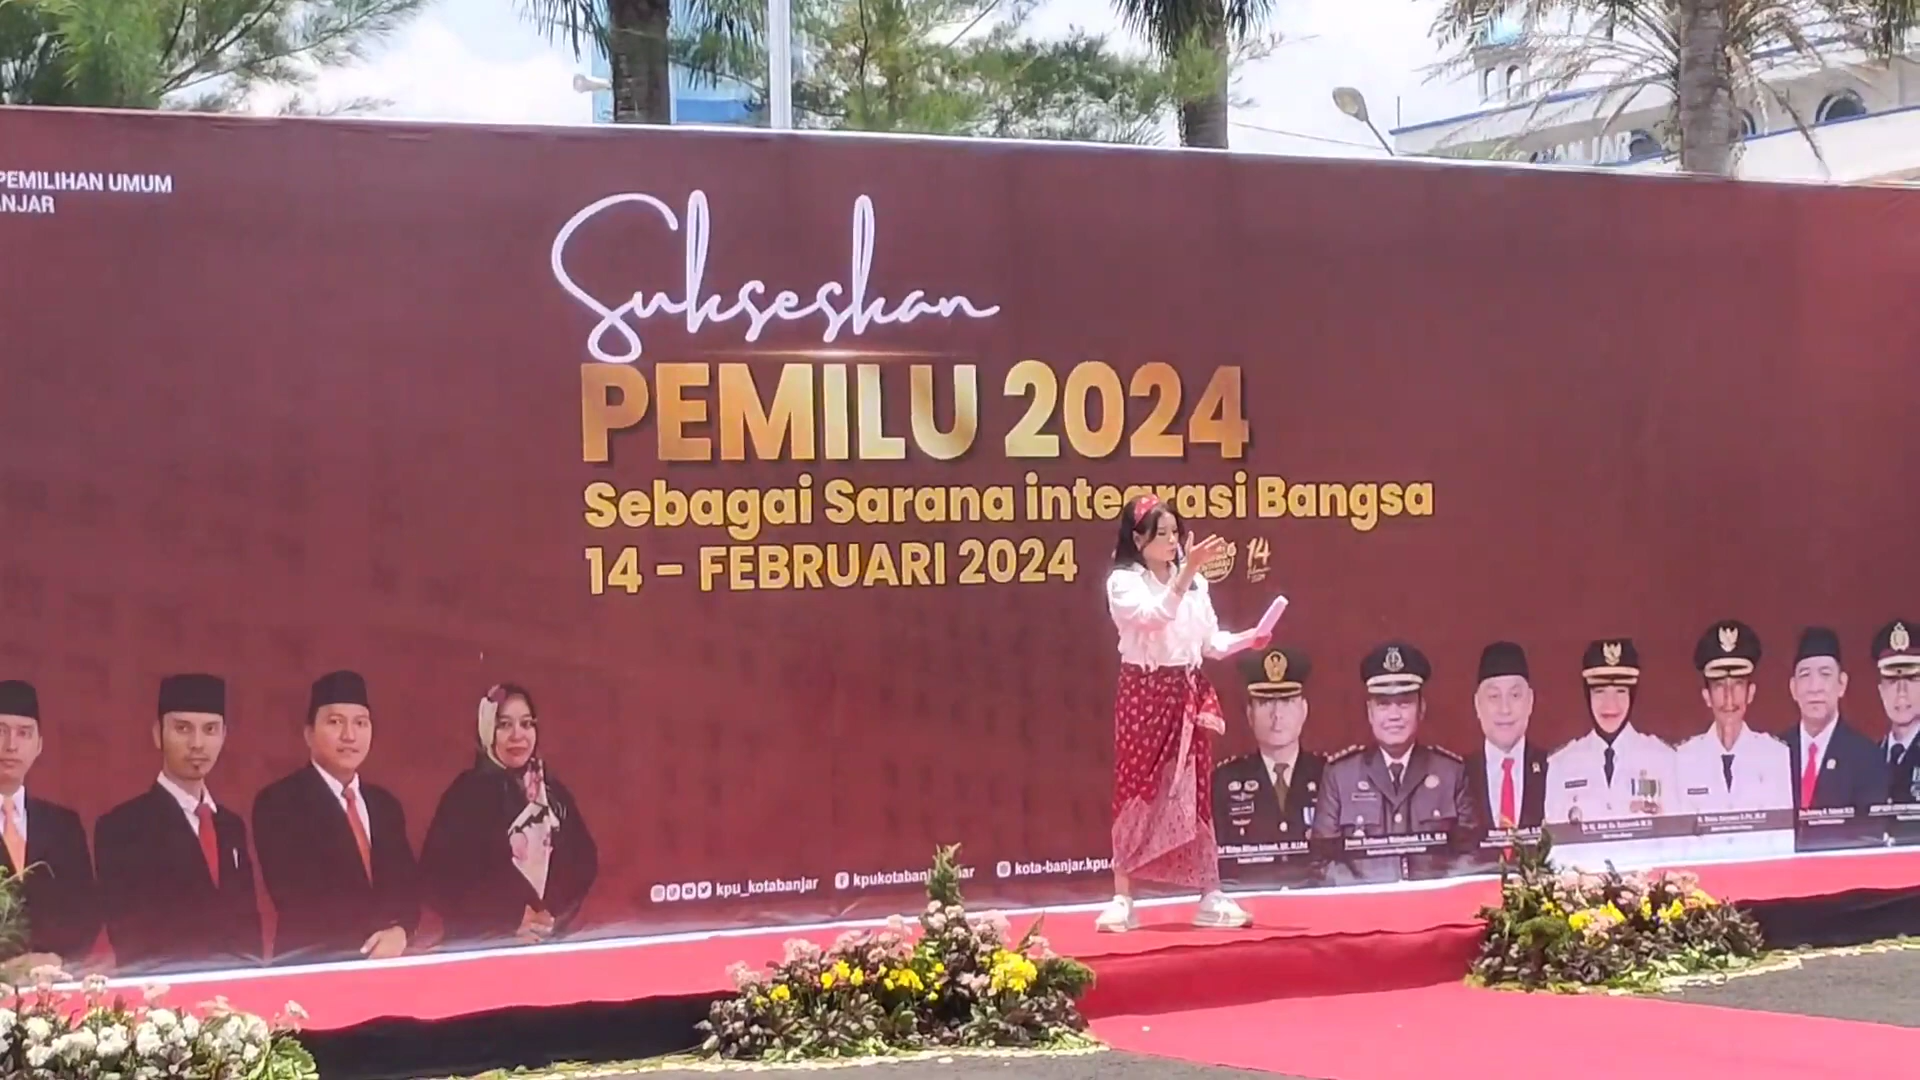 PEMILIHAN UMUM
ANJAR
Sukseskan
PEMILU 2024
Sebagai Sarana integrasi Bangsa
14 - FEBRUARI 2024
14
BANJAR
kpu_kotabanjar
kpukotabanjar
kota-banjar.kpu.